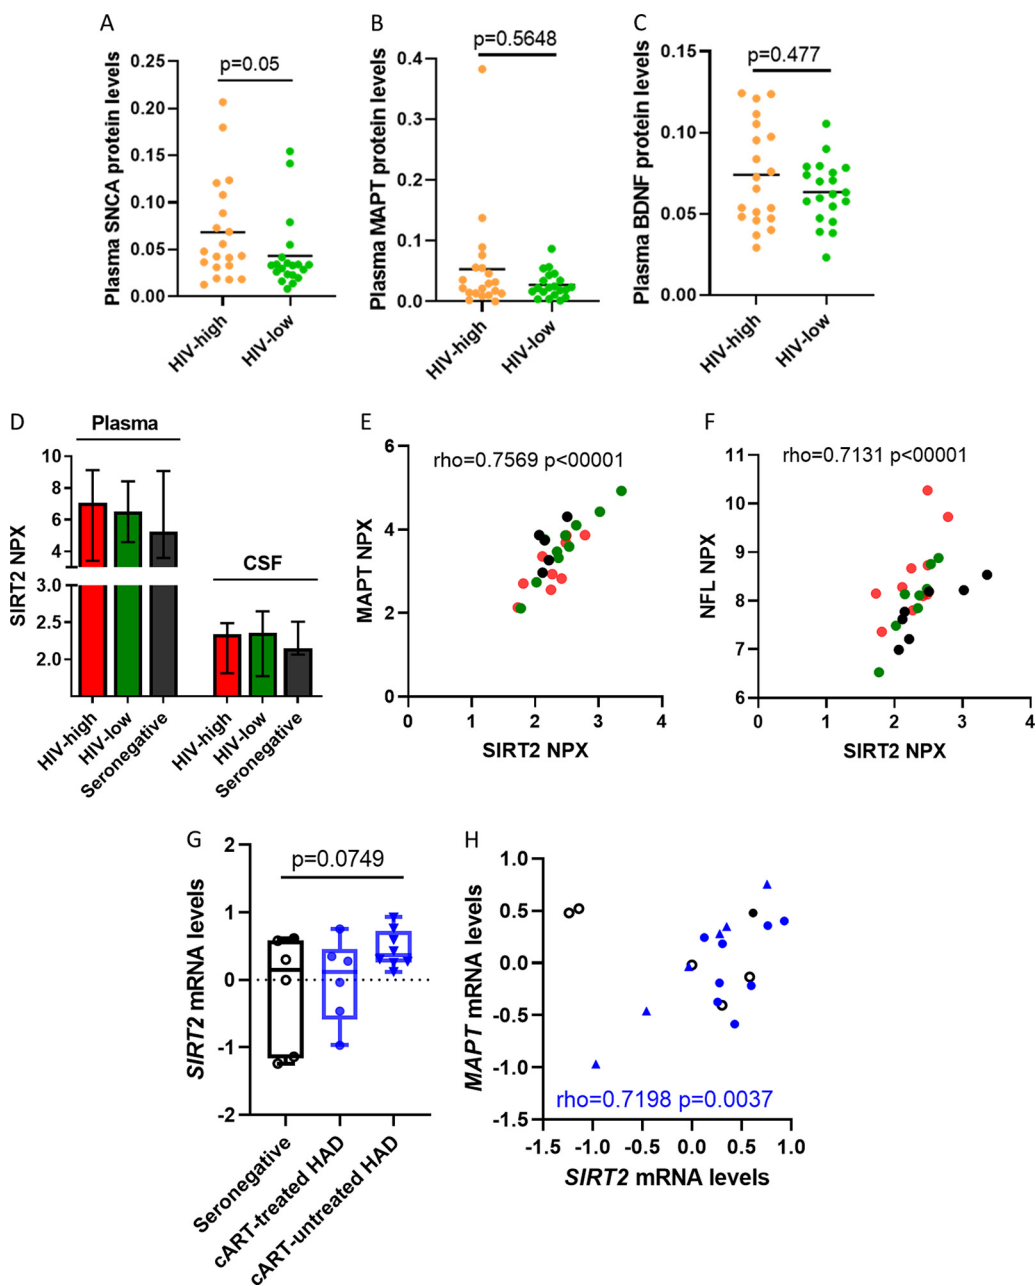 A
p=0.05
Plasma SNCA protein levels
0.25
0.20
0.15
0.10
0.05
0.00
HIV-high
HIV-low
B
p=0.5648
Plasma MAPT protein levels
0.4
0.3
0.2
0.1
0.0
HIV-high
HIV-low
C
p=0.477
Plasma BDNF protein levels
0.15
0.10
0.05
0.00
HIV-high
HIV-low
D
Plasma
CSF
SIRT2 NPX
10
8
6
4
3.0
2.5
2.0
HIV-high
HIV-low
Seronegative
HIV-high
HIV-low
Seronegative
E
rho=0.7569 p<00001
MAPT NPX
6
4
2
0
0
1
2
3
4
SIRT2 NPX
F
rho=0.7131 p<00001
NFL NPX
11
10
9
8
7
6
0
1
2
3
4
SIRT2 NPX
G
p=0.0749
SIRT2 mRNA levels
2
1
0
-1
-2
Seronegative
cART-treated HAD
cART-untreated HAD
H
MAPT mRNA levels
1.0
0.5
0.0
-0.5
-1.0
-1.5
rho=0.7198 p=0.0037
-1.5
-1.0
-0.5
0.0
0.5
1.0
SIRT2 mRNA levels